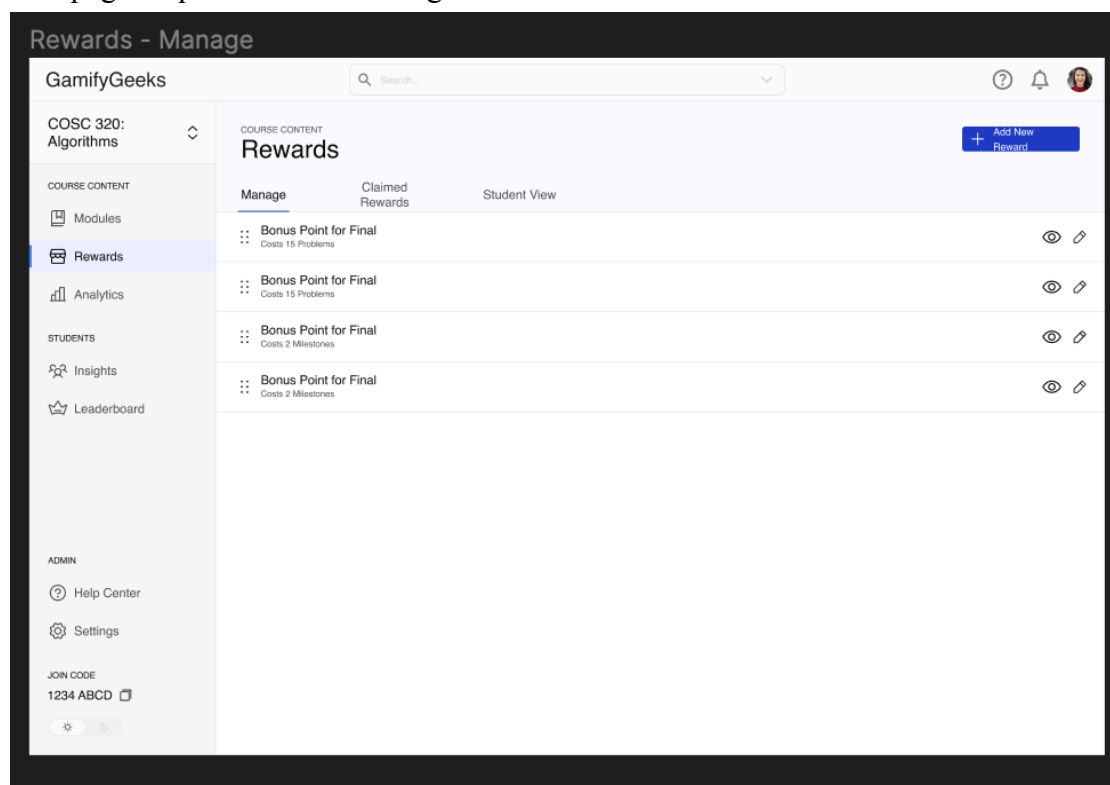 Rewards - Manage
GamifyGeeks
Search...
COSC 320:
Algorithms
COURSE CONTENT
Modules
Rewards
Analytics
STUDENTS
Insights
Leaderboard
ADMIN
Help Center
Settings
JOIN CODE
1234 ABCD
COURSE CONTENT
Rewards
Add New
Reward
Manage
Claimed
Rewards
Student View
Bonus Point for Final
Costs 15 Problems
Bonus Point for Final
Costs 15 Problems
Bonus Point for Final
Costs 2 Milestones
Bonus Point for Final
Costs 2 Milestones